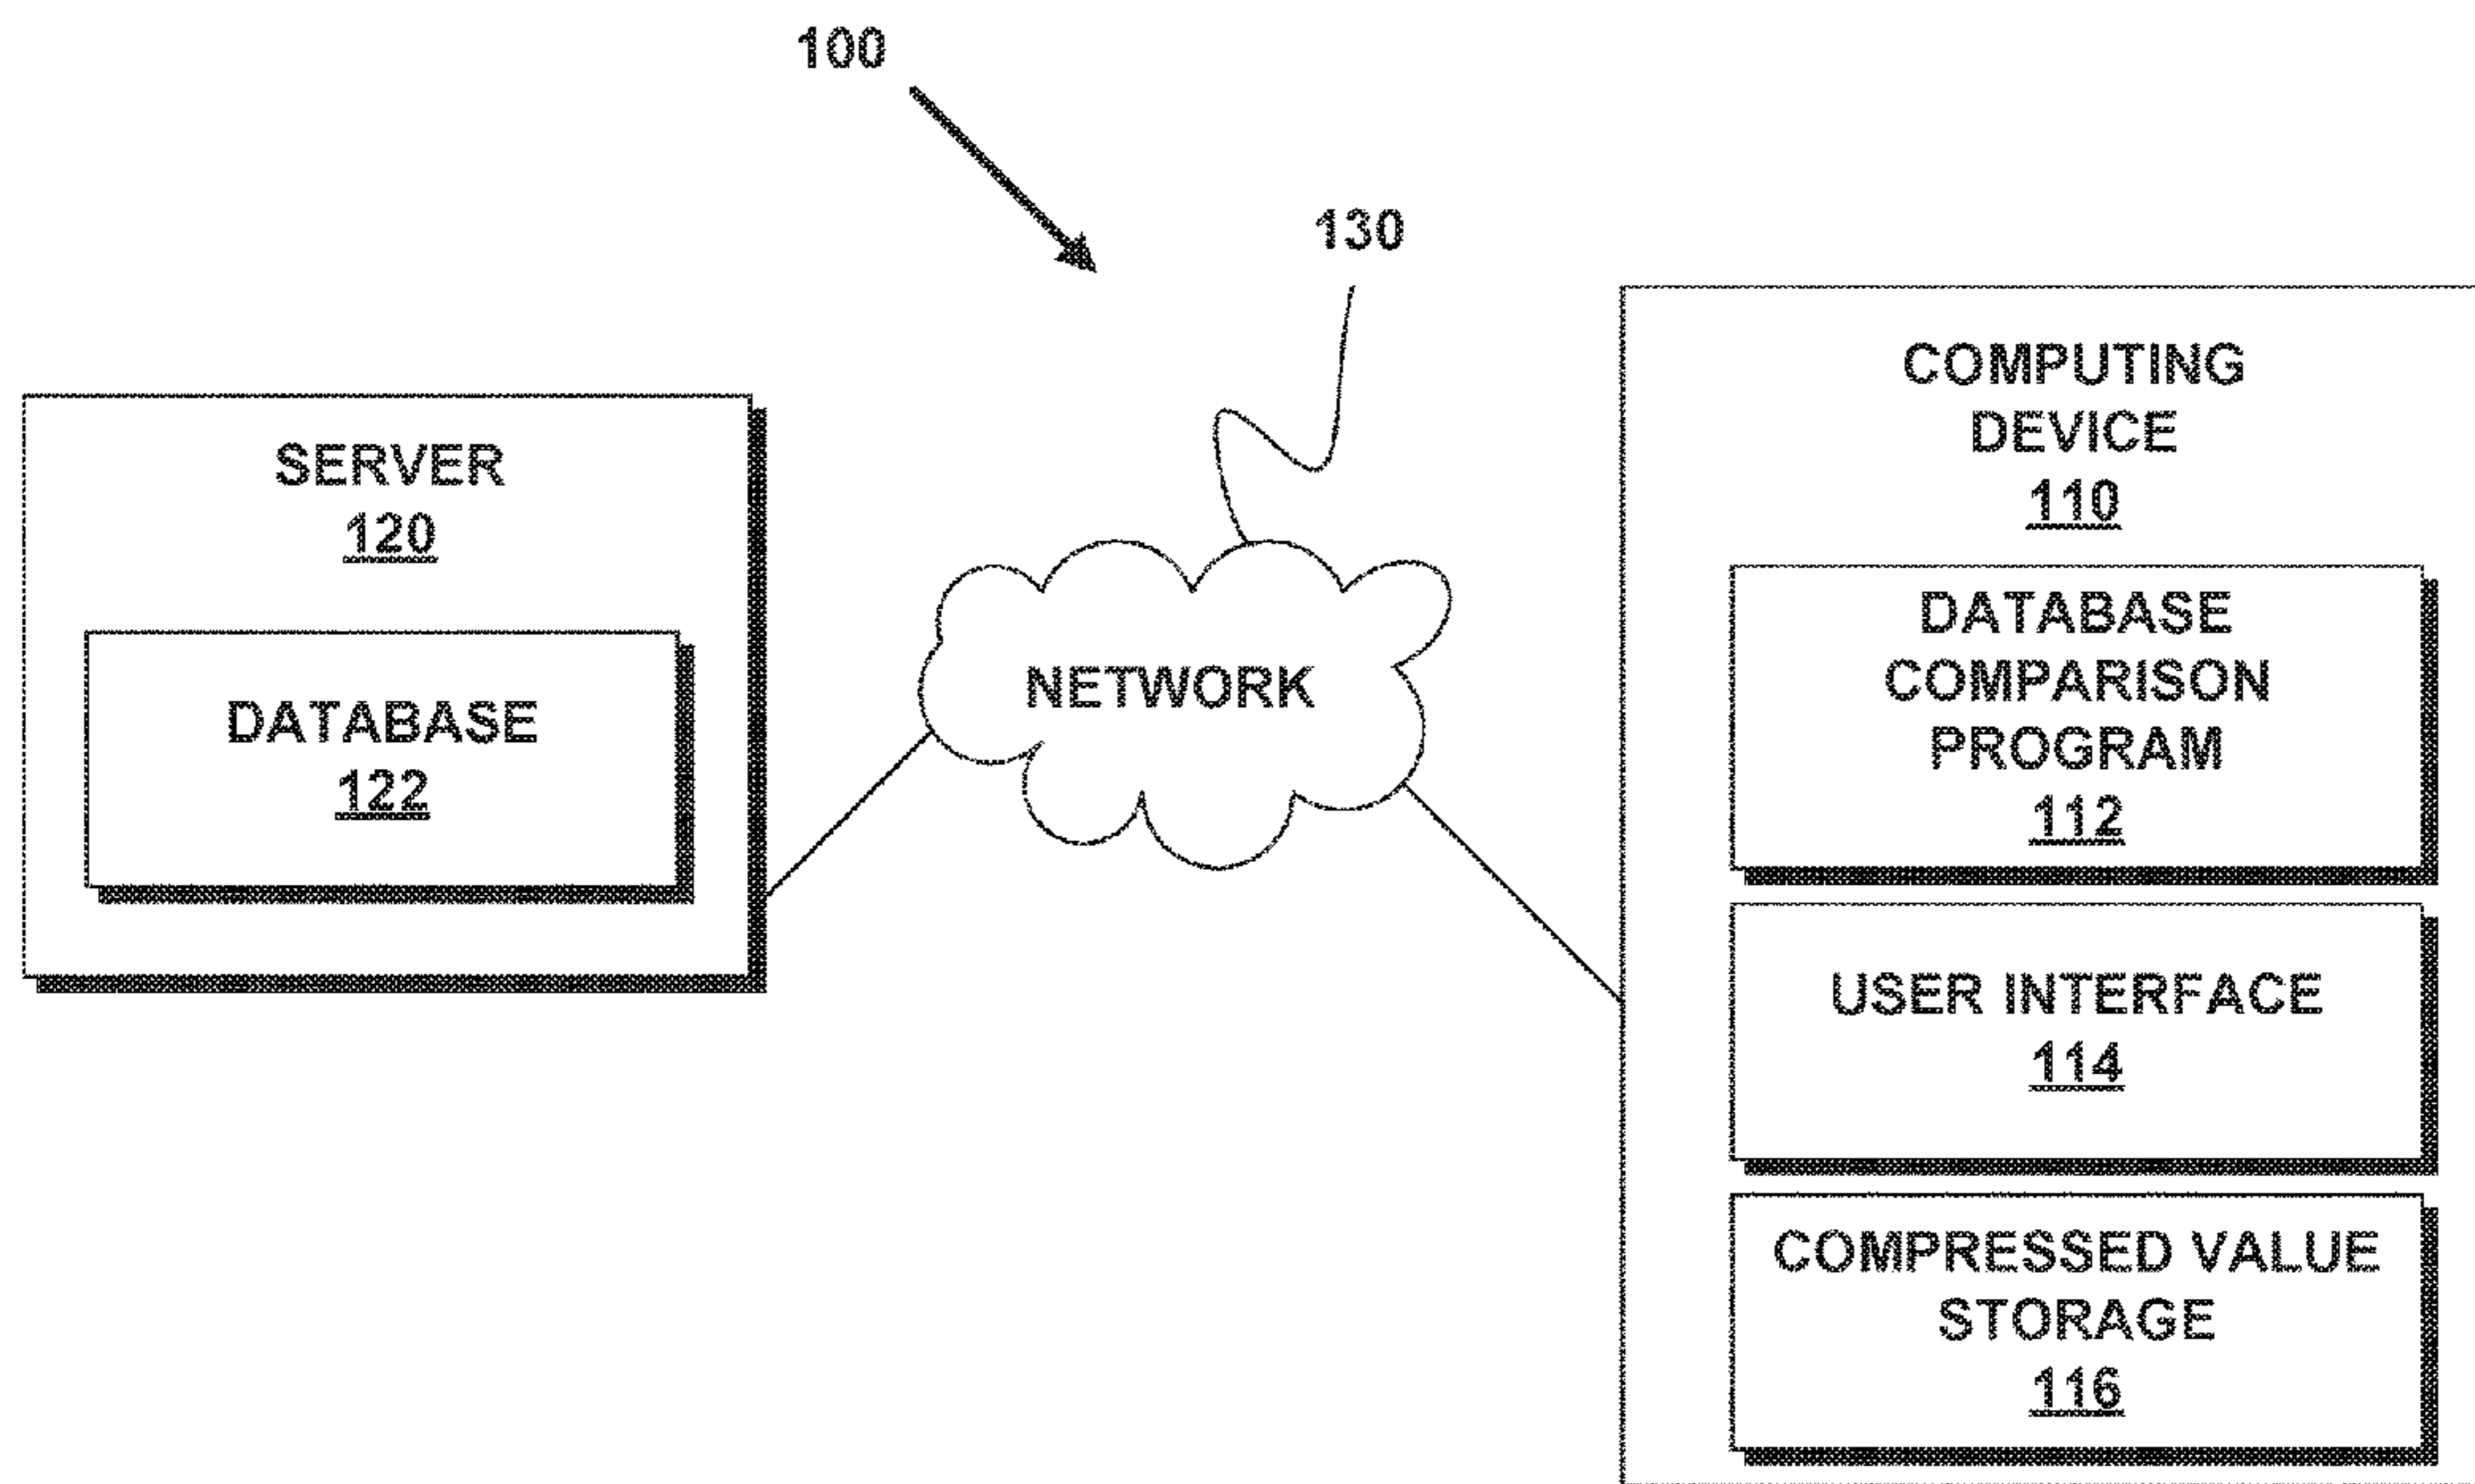 100
130
SERVER
120
DATABASE
122
NETWORK
COMPUTING
DEVICE
110
DATABASE
COMPARISON
PROGRAM
112
USER INTERFACE
114
COMPRESSED VALUE
STORAGE
116